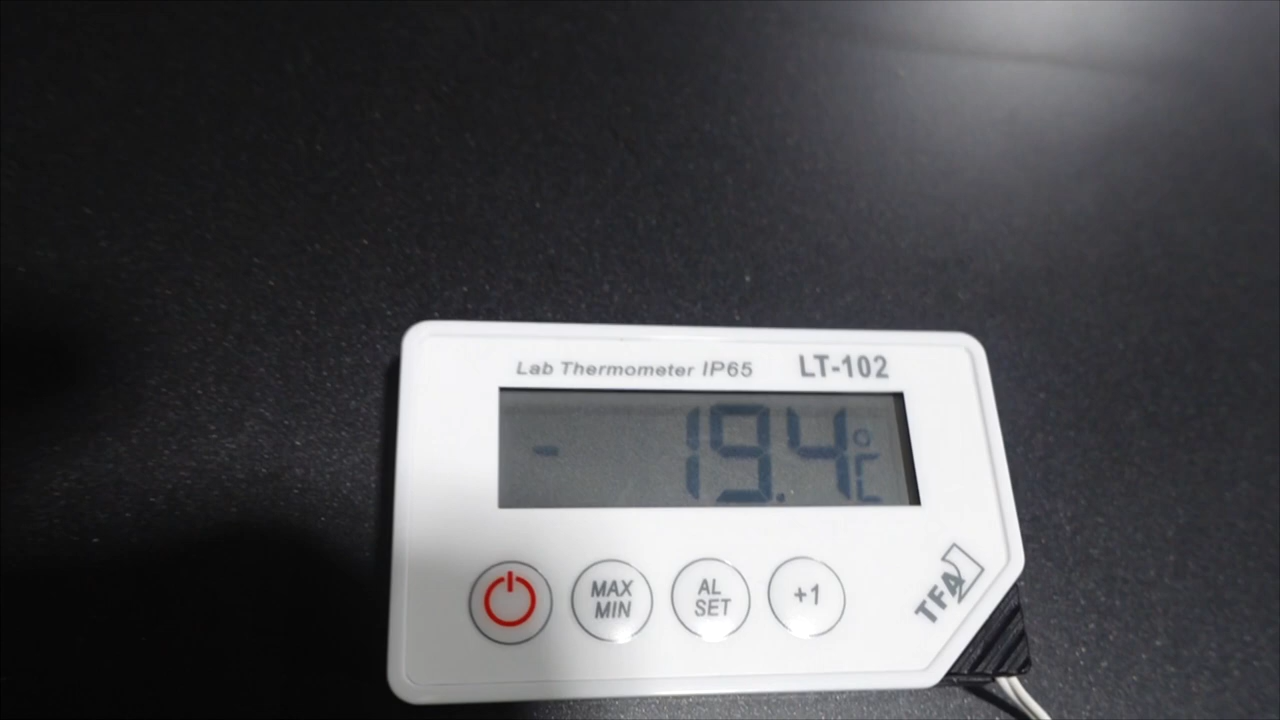 Lab Thermometer IP65 LT-102
- 19.4 °C
MAX MIN
AL SET
+1
TFA